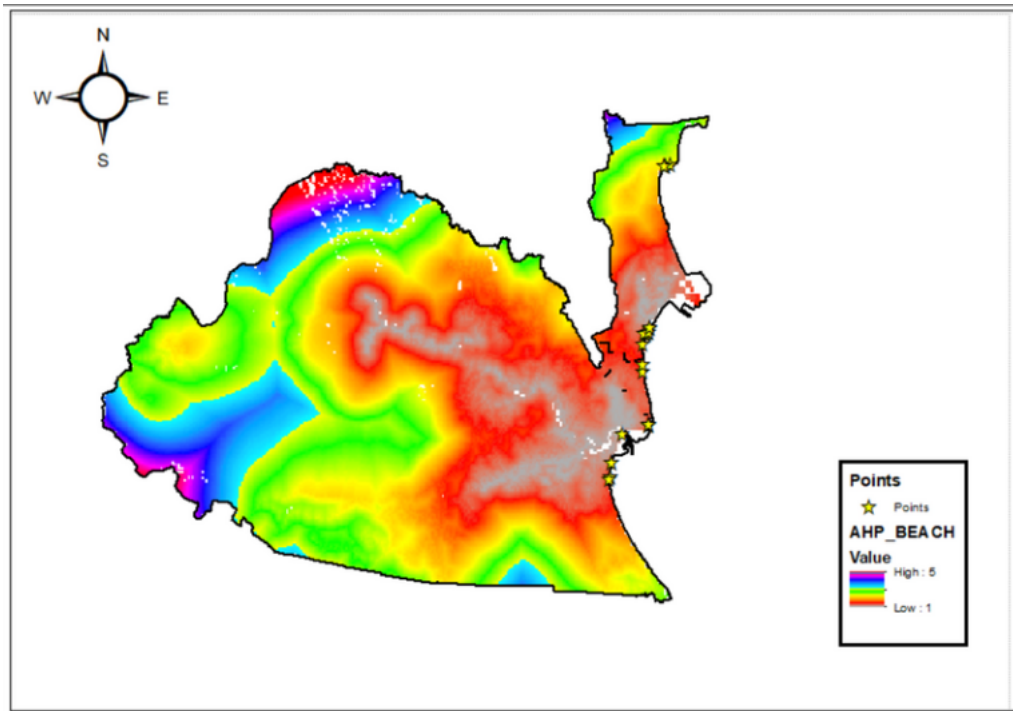 N
W E
S
Points
Points
AHP_BEACH
Value
High : 5
Low : 1